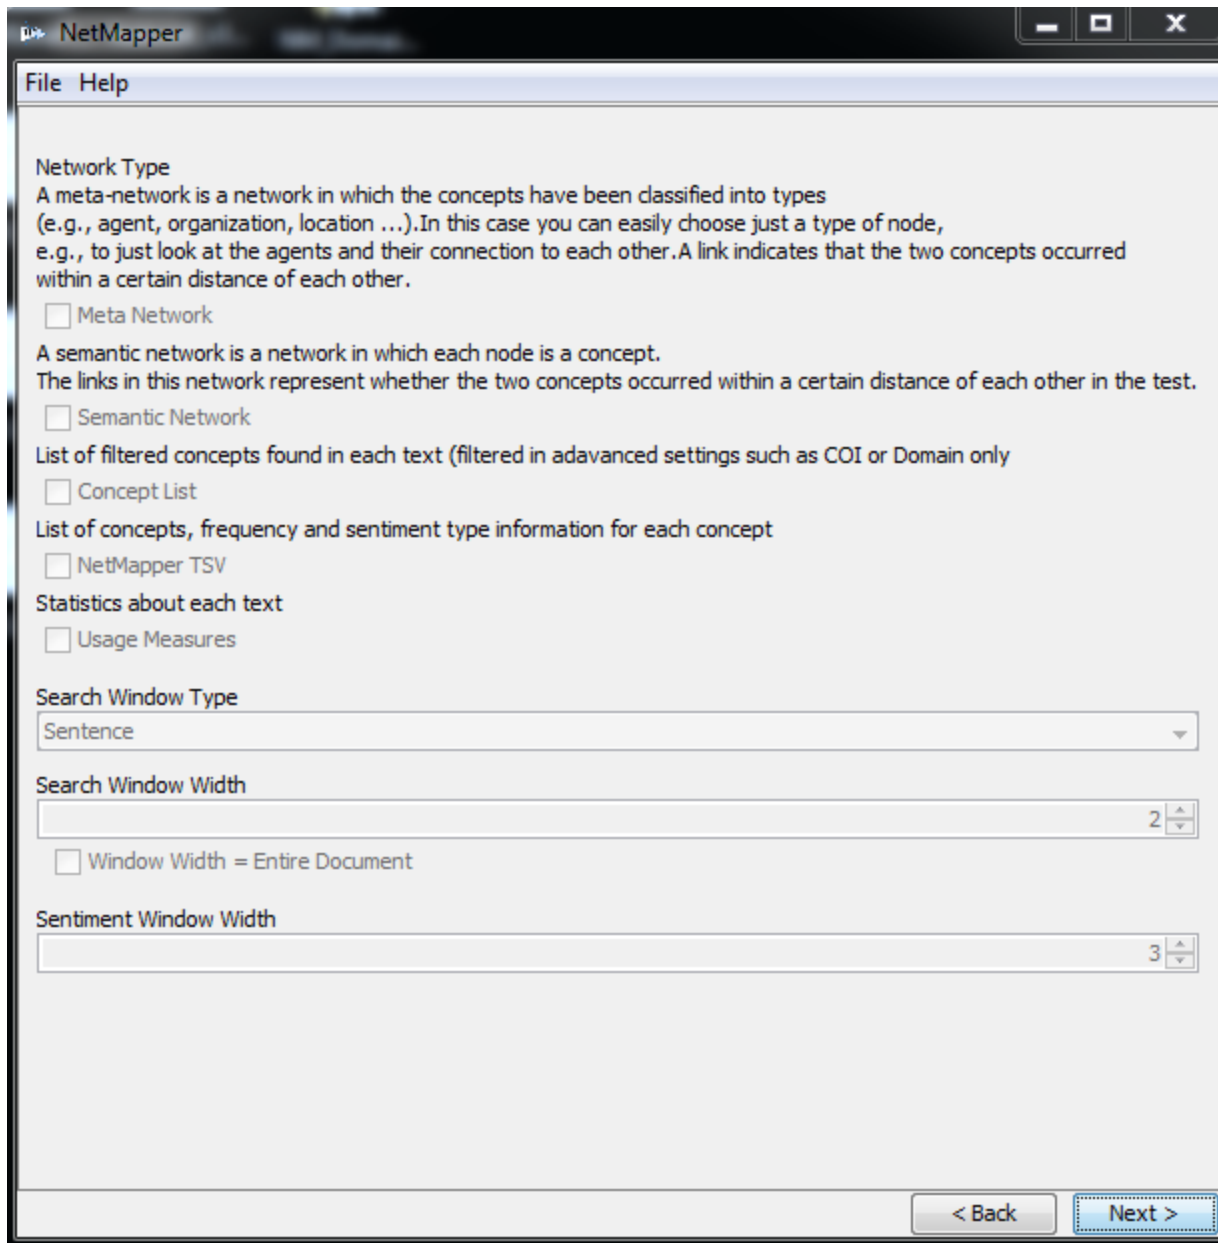 NetMapper
File Help
Network Type
A meta-network is a network in which the concepts have been classified into types
(e.g., agent, organization, location ...).In this case you can easily choose just a type of node,
e.g., to just look at the agents and their connection to each other.A link indicates that the two concepts occurred
within a certain distance of each other.
Meta Network
A semantic network is a network in which each node is a concept.
The links in this network represent whether the two concepts occurred within a certain distance of each other in the test.
Semantic Network
List of filtered concepts found in each text (filtered in adavanced settings such as COI or Domain only
Concept List
List of concepts, frequency and sentiment type information for each concept
NetMapper TSV
Statistics about each text
Usage Measures
Search Window Type
Sentence
Search Window Width
2
Window Width = Entire Document
Sentiment Window Width
3
< Back Next >